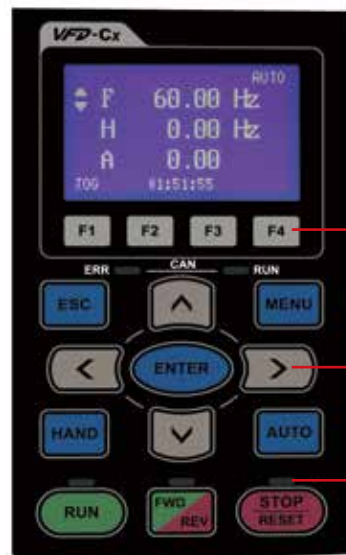 VFD-Cx
AUTO
F 60.00 Hz
H 0.00 Hz
A 0.00
TOG 01:51:55
F1 F2 F3 F4
ERR CAN RUN
ESC MENU
ENTER
HAND AUTO
RUN FWD REV STOP RESET